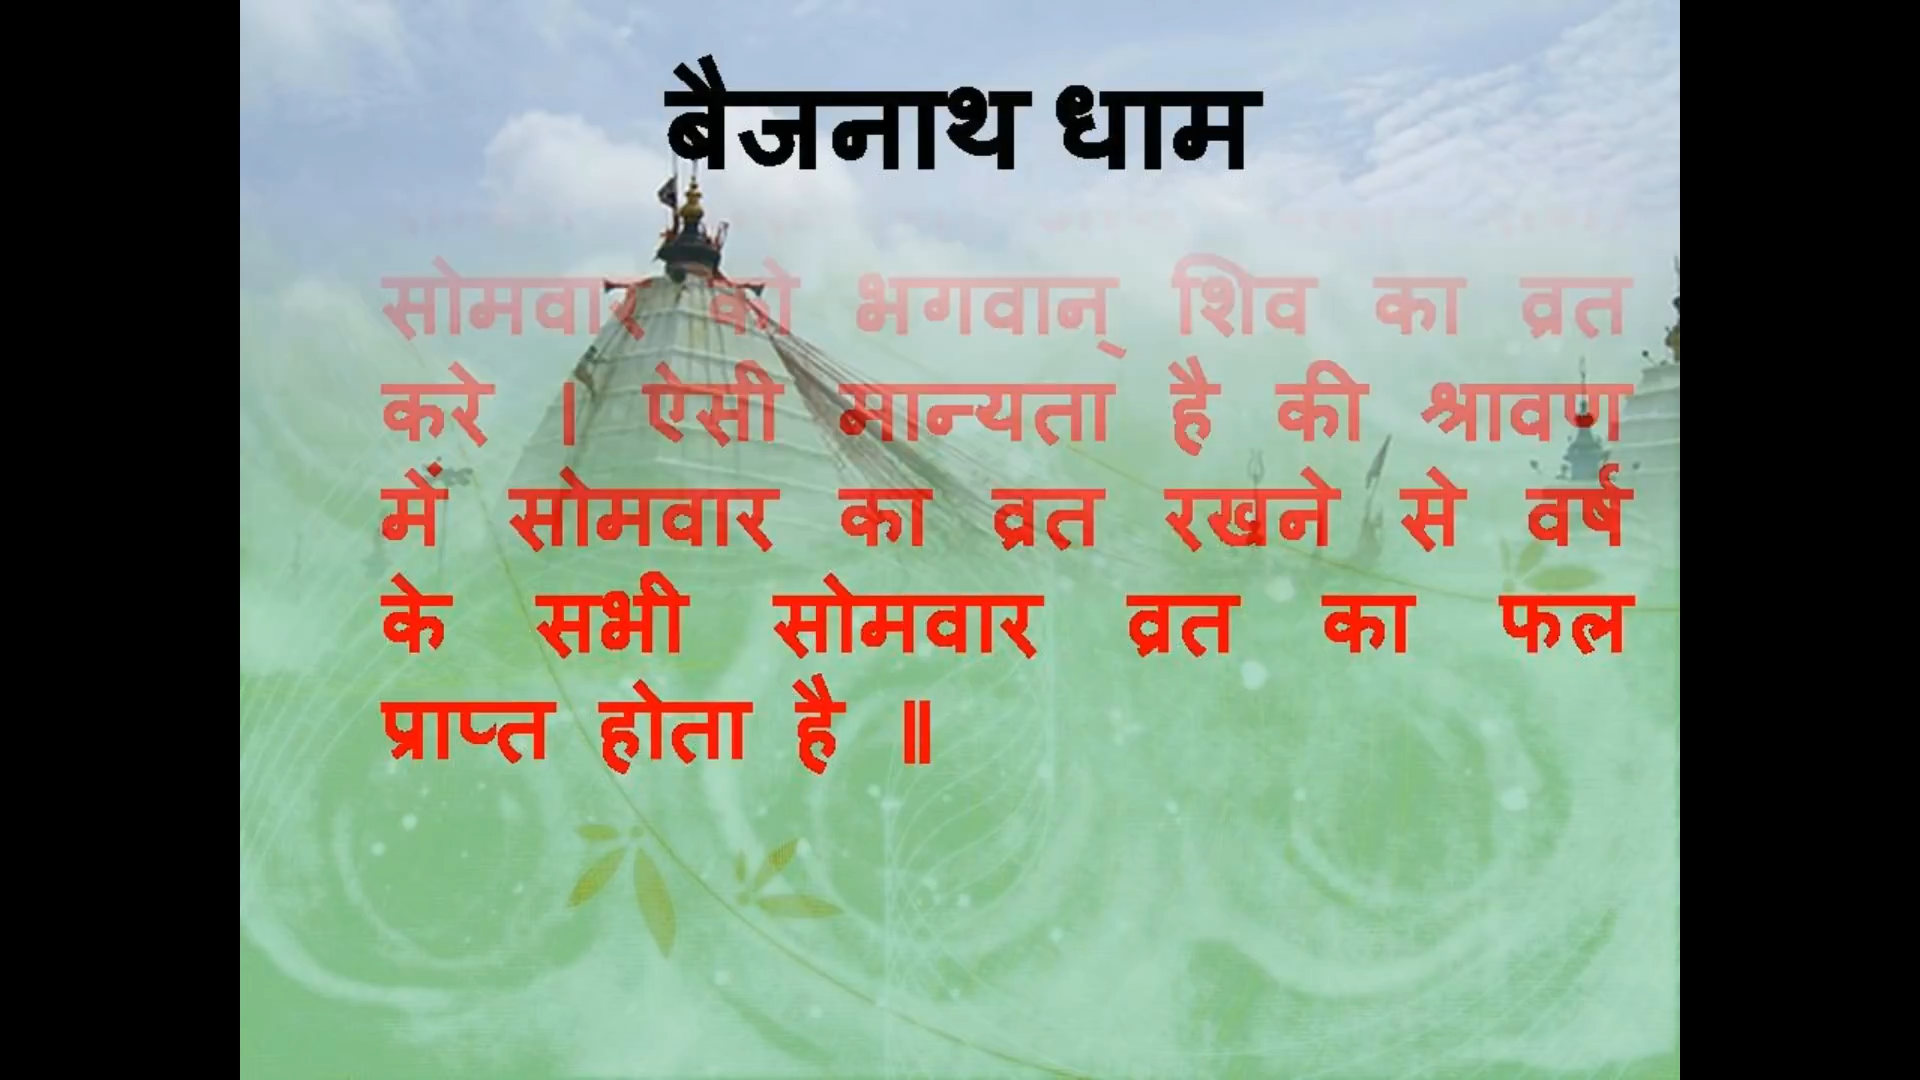 बैजनाथ धाम
सोमवार को भगवान् शिव का व्रत
करे । ऐसी मान्यता है की श्रावण
में सोमवार का व्रत रखने से वर्ष
के सभी सोमवार व्रत का फल
प्राप्त होता है ॥